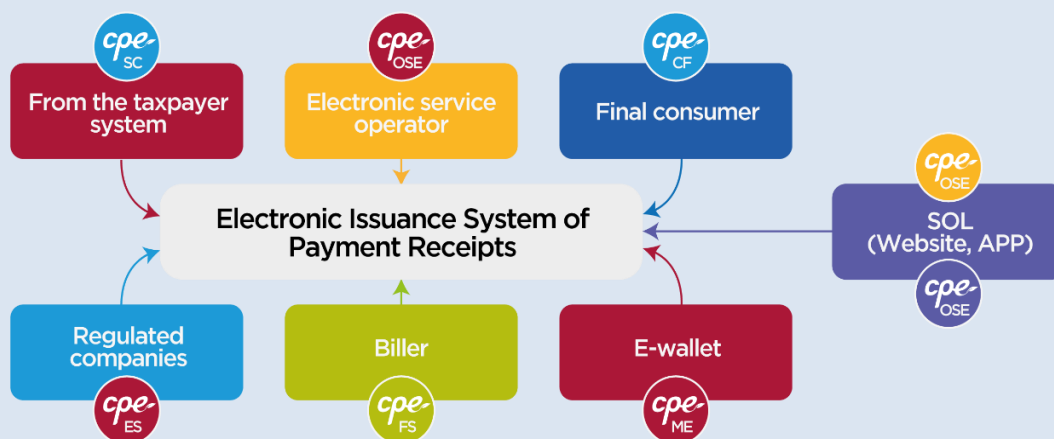 cpe
SC
From the taxpayer
system
cpe
OSE
Electronic service
operator
cpe
CF
Final consumer
Electronic Issuance System of
Payment Receipts
cpe
OSE
SOL
(Website, APP)
cpe
OSE
Regulated
companies
cpe
ES
Biller
cpe
FS
E-wallet
cpe
ME